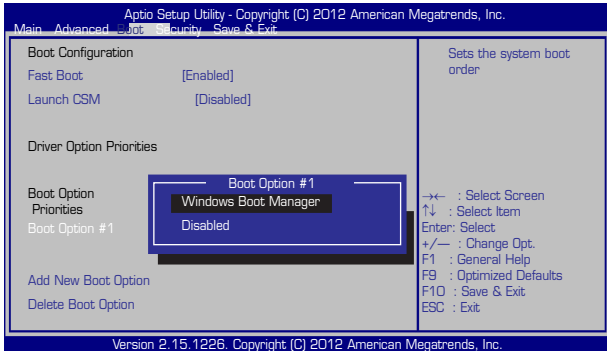 Aptio Setup Utility - Copyright (C) 2012 American Megatrends, Inc.
Main Advanced Boot Security Save & Exit
Boot Configuration
Fast Boot [Enabled]
Launch CSM [Disabled]
Driver Option Priorities
Boot Option
Priorities
Boot Option #1
Add New Boot Option
Delete Boot Option
Boot Option #1
Windows Boot Manager
Disabled
Sets the system boot
order
→← : Select Screen
↑↓ : Select Item
Enter: Select
+/— : Change Opt.
F1 : General Help
F9 : Optimized Defaults
F10 : Save & Exit
ESC : Exit
Version 2.15.1226. Copyright (C) 2012 American Megatrends, Inc.